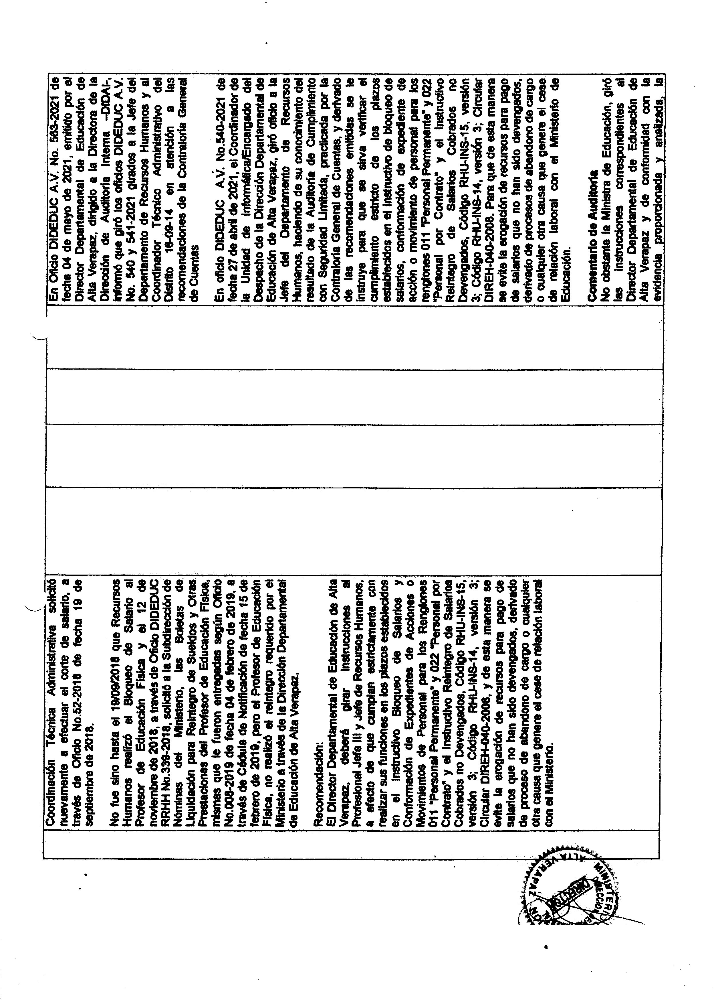 Coordinación Técnica Administrativa solicitó
nuevamente a efectuar el corte de salario, a
través de Oficio No.52-2018 de fecha 19 de
septiembre de 2018.
No fue sino hasta el 19/09/2018 que Recursos
Humanos realizó el Bloqueo de Salario al
Profesor de Educación Física y el 12 de
noviembre de 2018, a través de Oficio DIDEDUC
RRHH No.339-2018, solicitó a la Subdirección de
Nóminas del Ministerio, las Boletas de
Liquidación para Reintegro de Sueldos y Otras
Prestaciones del Profesor de Educación Física,
mismas que le fueron entregadas según Oficio
No.008-2019 de fecha 04 de febrero de 2019, a
través de Cédula de Notificación de fecha 15 de
febrero de 2019, pero el Profesor de Educación
Física, no realizó el reintegro requerido por el
Ministerio a través de la Dirección Departamental
de Educación de Alta Verapaz.
Recomendación:
El Director Departamental de Educación de Alta
Verapaz, deberá girar instrucciones al
Profesional Jefe III y Jefe de Recursos Humanos,
a efecto de que cumplan estrictamente con
realizar sus funciones en los plazos establecidos
en el Instructivo Bloqueo de Salarios y
Conformación de Expedientes de Acciones o
Movimientos de Personal para los Renglones
011 "Personal Permanente" y 022 "Personal por
Contrato" y el Instructivo Reintegro de Salarios
Cobrados no Devengados, Código RHU-INS-15,
versión 3; Código RHU-INS-14, versión 3;
Circular DIREH-040-2008, y de esta manera se
evite la erogación de recursos para pago de
salarios que no han sido devengados, derivado
de proceso de abandono de cargo o cualquier
otra causa que genere el cese de relación laboral
con el Ministerio.
En Oficio DIDEDUC A.V. No. 563-2021 de
fecha 04 de mayo de 2021, emitido por el
Director Departamental de Educación de
Alta Verapaz, dirigido a la Directora de la
Dirección de Auditoría Interna –DIDAI-,
informó que giró los oficios DIDEDUC A.V.
No. 540 y 541-2021 girados a la Jefe del
Departamento de Recursos Humanos y al
Coordinador Técnico Administrativo del
Distrito 16-09-14 en atención a las
recomendaciones de la Contraloría General
de Cuentas
En oficio DIDEDUC A.V. No.540-2021 de
fecha 27 de abril de 2021, el Coordinador de
la Unidad de Informática/Encargado del
Despacho de la Dirección Departamental de
Educación de Alta Verapaz, giró oficio a la
Jefe del Departamento de Recursos
Humanos, haciendo de su conocimiento del
resultado de la Auditoría de Cumplimiento
con Seguridad Limitada, practicada por la
Contraloría General de Cuentas, y derivado
de las recomendaciones emitidas se le
instruye para que se sirva verificar el
cumplimiento estricto de los plazos
establecidos en el Instructivo de bloqueo de
salarios, conformación de expediente de
acción o movimiento de personal para los
renglones 011 "Personal Permanente" y 022
"Personal por Contrato" y el Instructivo
Reintegro de Salarios Cobrados no
Devengados, Código RHU-INS-15, versión
3; Código RHU-INS-14, versión 3; Circular
DIREH-040-2008. Para que de esta manera
se evite la erogación de recursos para pago
de salarios que no han sido devengados,
derivado de procesos de abandono de cargo
o cualquier otra causa que genere el cese
de relación laboral con el Ministerio de
Educación.
Comentario de Auditoría
No obstante la Ministra de Educación, giró
las instrucciones correspondientes al
Director Departamental de Educación de
Alta Verapaz y de conformidad con la
evidencia proporcionada y analizada, la
ALTA VERAPAZ
MINISTERIO
DIRECCION
DIRECTOR